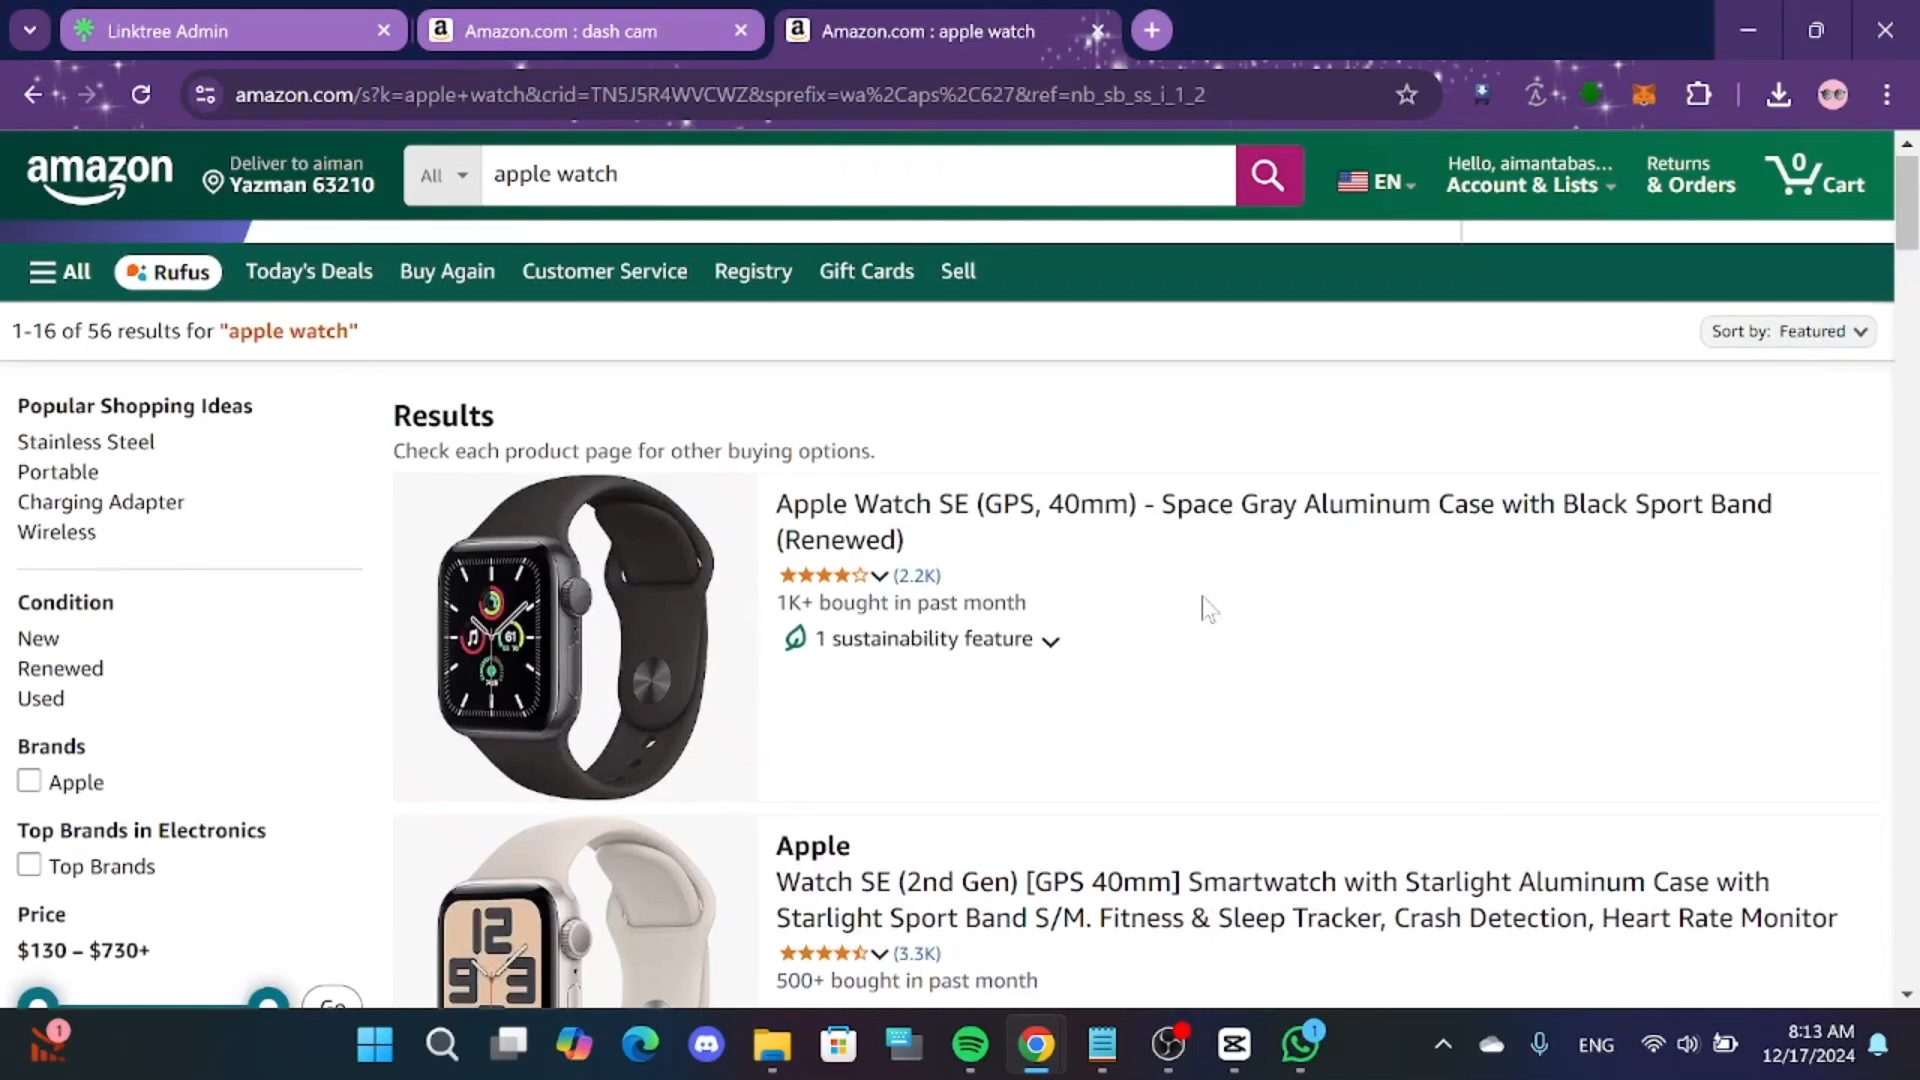 Linktree Admin
Amazon.com : dash cam
Amazon.com : apple watch
amazon.com/s?k=apple+watch&crid=TN5J5R4WVCWZ&sprefix=wa%2Caps%2C627&ref=nb_sb_ss_i_1_2
amazon
Deliver to aiman
Yazman 63210
All
apple watch
EN
Hello, aimantabas...
Account & Lists
Returns
& Orders
0
Cart
All
Rufus
Today's Deals
Buy Again
Customer Service
Registry
Gift Cards
Sell
1-16 of 56 results for "apple watch"
Sort by: Featured
Popular Shopping Ideas
Stainless Steel
Portable
Charging Adapter
Wireless
Condition
New
Renewed
Used
Brands
Apple
Top Brands in Electronics
Top Brands
Price
$130 – $730+
Go
Results
Check each product page for other buying options.
Apple Watch SE (GPS, 40mm) - Space Gray Aluminum Case with Black Sport Band
(Renewed)
(2.2K)
1K+ bought in past month
1 sustainability feature
61
Apple
Watch SE (2nd Gen) [GPS 40mm] Smartwatch with Starlight Aluminum Case with
Starlight Sport Band S/M. Fitness & Sleep Tracker, Crash Detection, Heart Rate Monitor
(3.3K)
500+ bought in past month
12
9
3
1
1
ENG
8:13 AM
12/17/2024